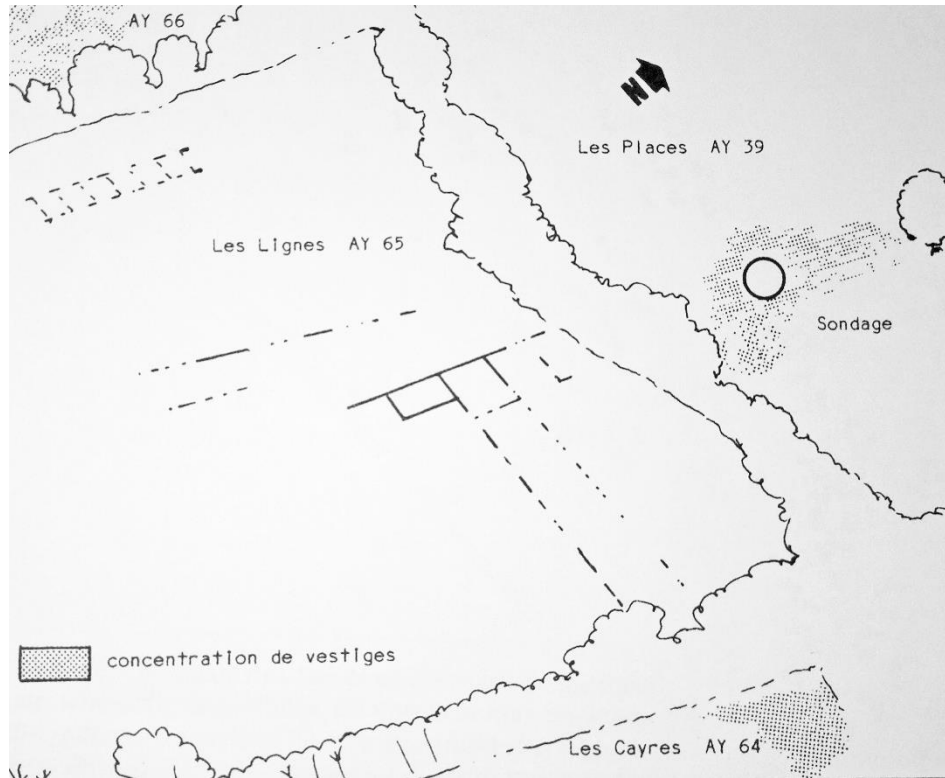 AY 66
N
Les Places AY 39
Les Lignes AY 65
Sondage
concentration de vestiges
Les Cayres AY 64